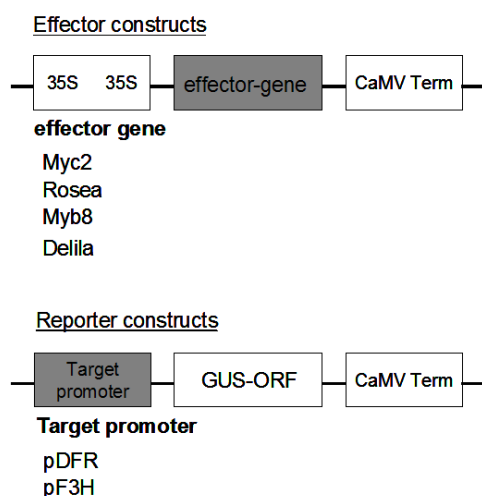 Effector constructs
35S 35S effector-gene CaMV Term
effector gene
Myc2
Rosea
Myb8
Delila
Reporter constructs
Target promoter GUS-ORF CaMV Term
Target promoter
pDFR
pF3H